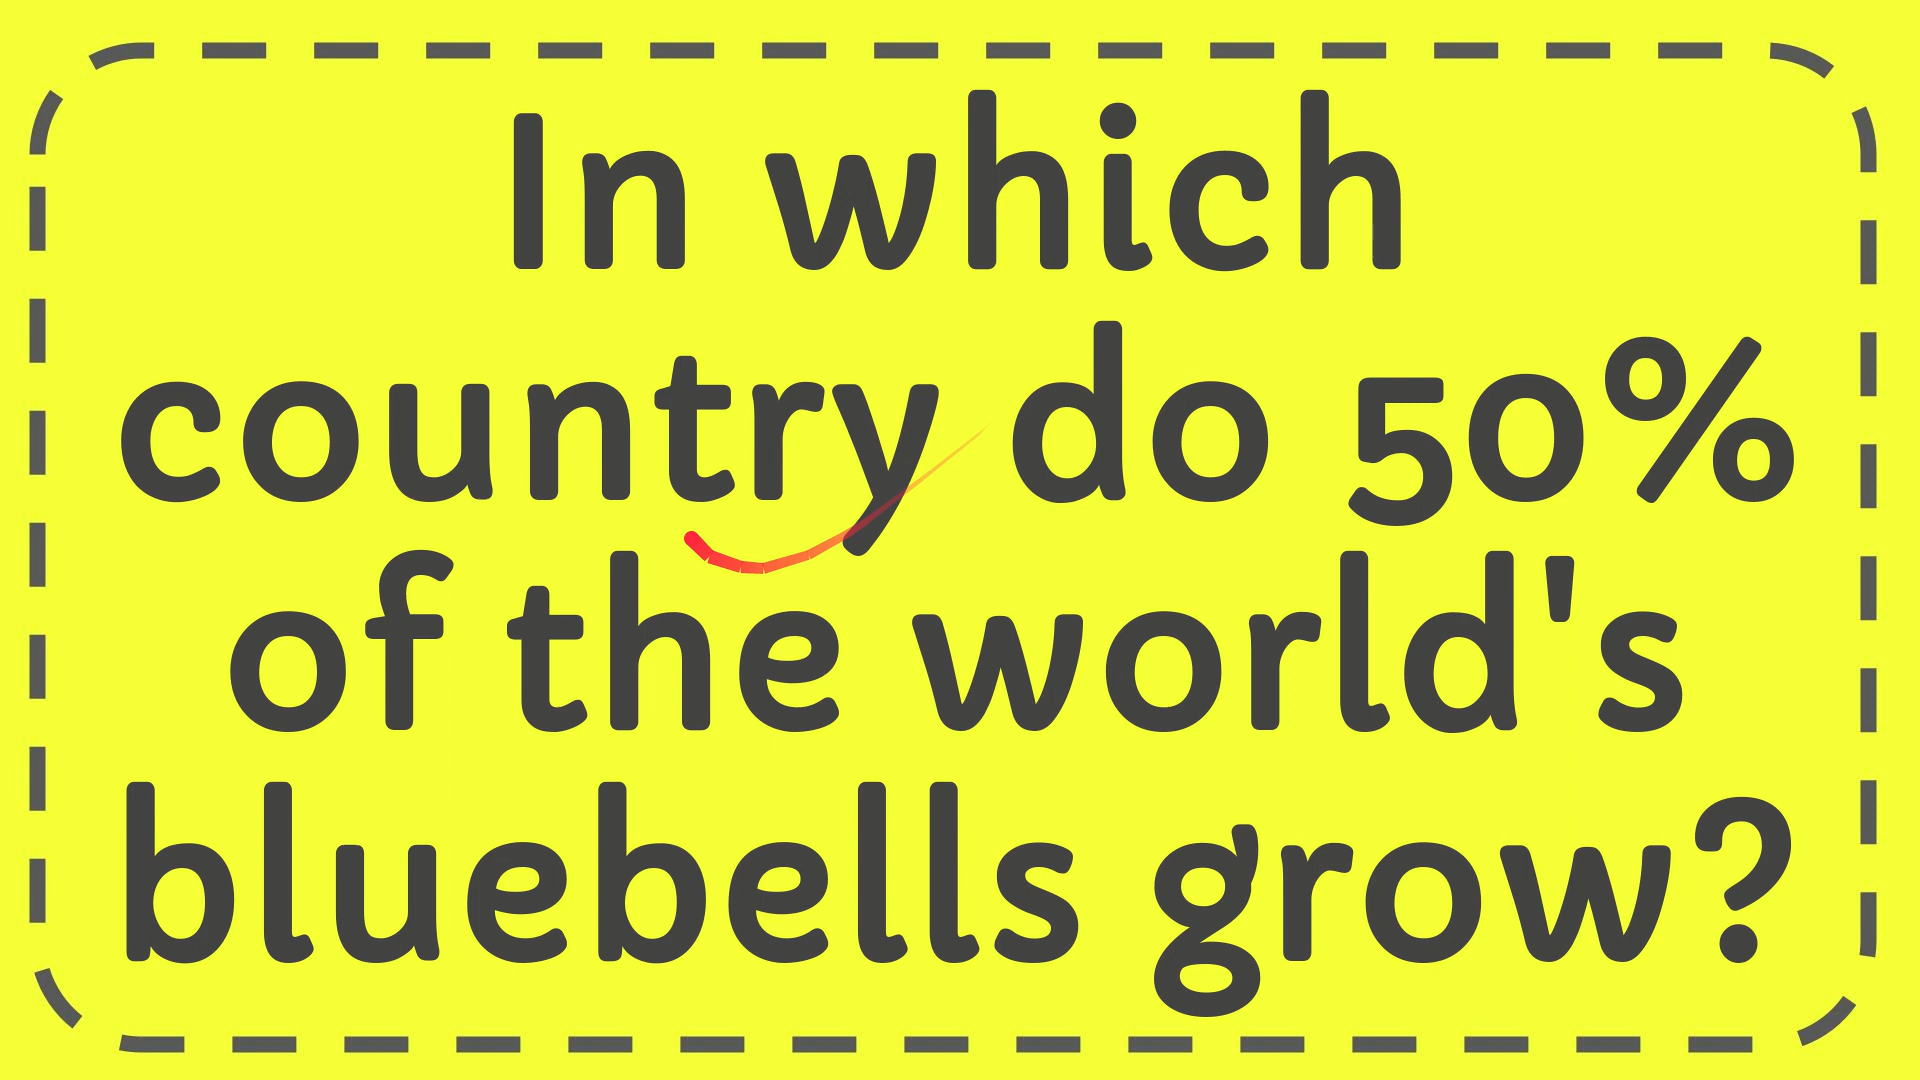 In which
country do 50%
of the world's
bluebells grow?